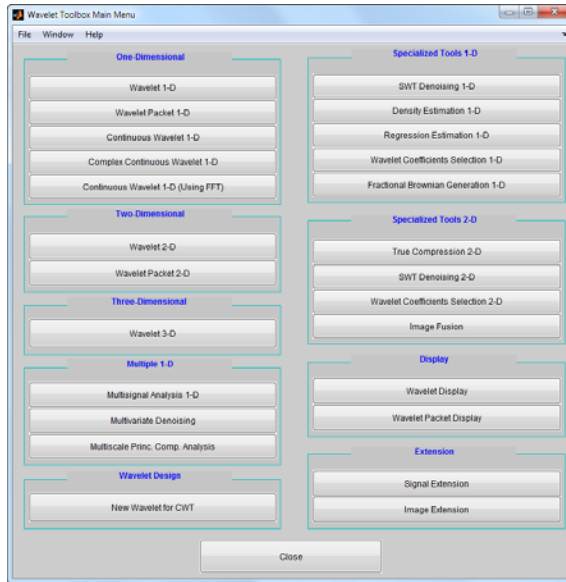 Wavelet Toolbox Main Menu
File Window Help
One-Dimensional
Wavelet 1-D
Wavelet Packet 1-D
Continuous Wavelet 1-D
Complex Continuous Wavelet 1-D
Continuous Wavelet 1-D (Using FFT)
Two-Dimensional
Wavelet 2-D
Wavelet Packet 2-D
Three-Dimensional
Wavelet 3-D
Multiple 1-D
Multisignal Analysis 1-D
Multivariate Denoising
Multiscale Princ. Comp. Analysis
Wavelet Design
New Wavelet for CWT
Specialized Tools 1-D
SWT Denoising 1-D
Density Estimation 1-D
Regression Estimation 1-D
Wavelet Coefficients Selection 1-D
Fractional Brownian Generation 1-D
Specialized Tools 2-D
True Compression 2-D
SWT Denoising 2-D
Wavelet Coefficients Selection 2-D
Image Fusion
Display
Wavelet Display
Wavelet Packet Display
Extension
Signal Extension
Image Extension
Close